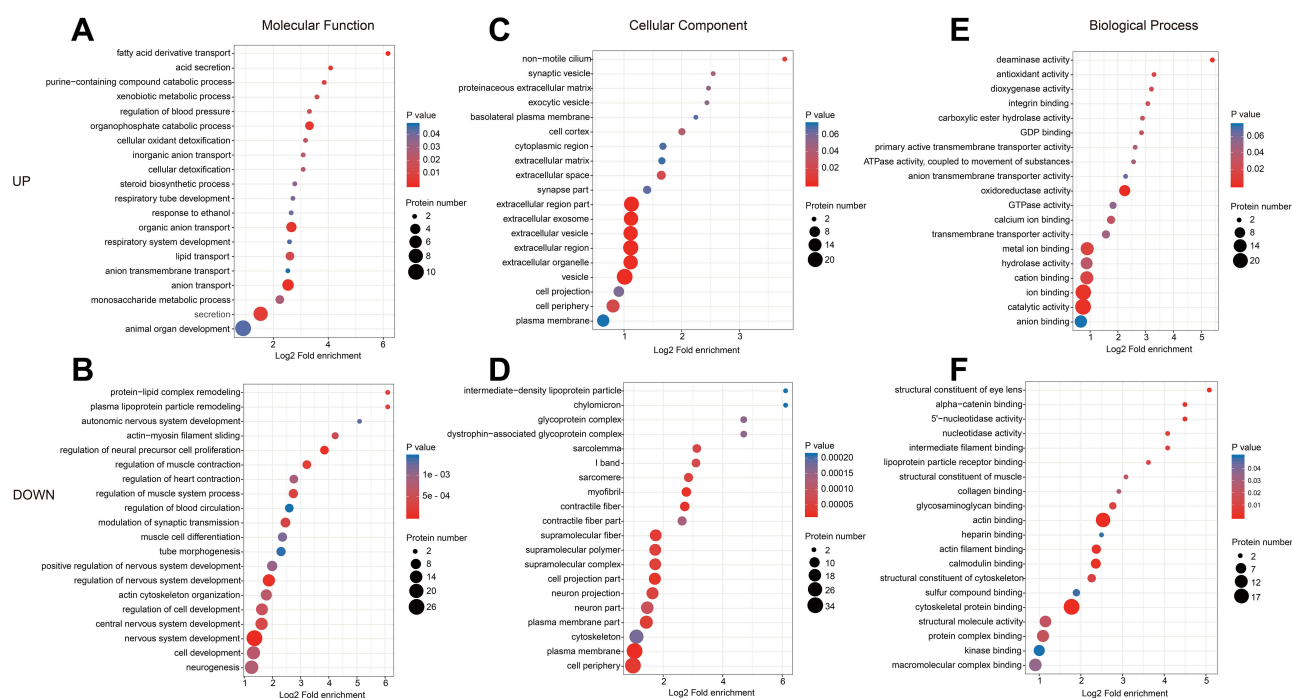 A
Molecular Function
UP
fatty acid derivative transport
acid secretion
purine-containing compound catabolic process
xenobiotic metabolic process
regulation of blood pressure
organophosphate catabolic process
cellular oxidant detoxification
inorganic anion transport
cellular detoxification
steroid biosynthetic process
respiratory tube development
response to ethanol
organic anion transport
respiratory system development
lipid transport
anion transmembrane transport
anion transport
monosaccharide metabolic process
secretion
animal organ development
2 4 6
Log2 Fold enrichment
P value
0.04
0.03
0.02
0.01
Protein number
2
4
6
8
10
C
Cellular Component
non-motile cilium
synaptic vesicle
proteinaceous extracellular matrix
exocytic vesicle
basolateral plasma membrane
cell cortex
cytoplasmic region
extracellular matrix
extracellular space
synapse part
extracellular region part
extracellular exosome
extracellular vesicle
extracellular region
extracellular organelle
vesicle
cell projection
cell periphery
plasma membrane
1 2 3
Log2 Fold enrichment
P value
0.06
0.04
0.02
Protein number
2
8
14
20
E
Biological Process
deaminase activity
antioxidant activity
dioxygenase activity
integrin binding
carboxylic ester hydrolase activity
GDP binding
primary active transmembrane transporter activity
ATPase activity, coupled to movement of substances
anion transmembrane transporter activity
oxidoreductase activity
GTPase activity
calcium ion binding
transmembrane transporter activity
metal ion binding
hydrolase activity
cation binding
ion binding
catalytic activity
anion binding
1 2 3 4 5
Log2 Fold enrichment
P value
0.06
0.04
0.02
Protein number
2
8
14
20
B
DOWN
protein-lipid complex remodeling
plasma lipoprotein particle remodeling
autonomic nervous system development
actin-myosin filament sliding
regulation of neural precursor cell proliferation
regulation of muscle contraction
regulation of heart contraction
regulation of muscle system process
regulation of blood circulation
modulation of synaptic transmission
muscle cell differentiation
tube morphogenesis
positive regulation of nervous system development
regulation of nervous system development
actin cytoskeleton organization
regulation of cell development
central nervous system development
nervous system development
cell development
neurogenesis
1 2 3 4 5 6
Log2 Fold enrichment
P value
1e - 03
5e - 04
Protein number
2
8
14
20
26
D
intermediate-density lipoprotein particle
chylomicron
glycoprotein complex
dystrophin-associated glycoprotein complex
sarcolemma
I band
sarcomere
myofibril
contractile fiber
contractile fiber part
supramolecular fiber
supramolecular polymer
supramolecular complex
cell projection part
neuron projection
neuron part
plasma membrane part
cytoskeleton
plasma membrane
cell periphery
1 2 3 4 5 6
Log2 Fold enrichment
P value
0.00020
0.00015
0.00010
0.00005
Protein number
2
10
18
26
34
F
structural constituent of eye lens
alpha-catenin binding
5'-nucleotidase activity
nucleotidase activity
intermediate filament binding
lipoprotein particle receptor binding
structural constituent of muscle
collagen binding
glycosaminoglycan binding
actin binding
heparin binding
actin filament binding
calmodulin binding
structural constituent of cytoskeleton
sulfur compound binding
cytoskeletal protein binding
structural molecule activity
protein complex binding
kinase binding
macromolecular complex binding
1 2 3 4 5
Log2 Fold enrichment
P value
0.04
0.03
0.02
0.01
Protein number
2
7
12
17